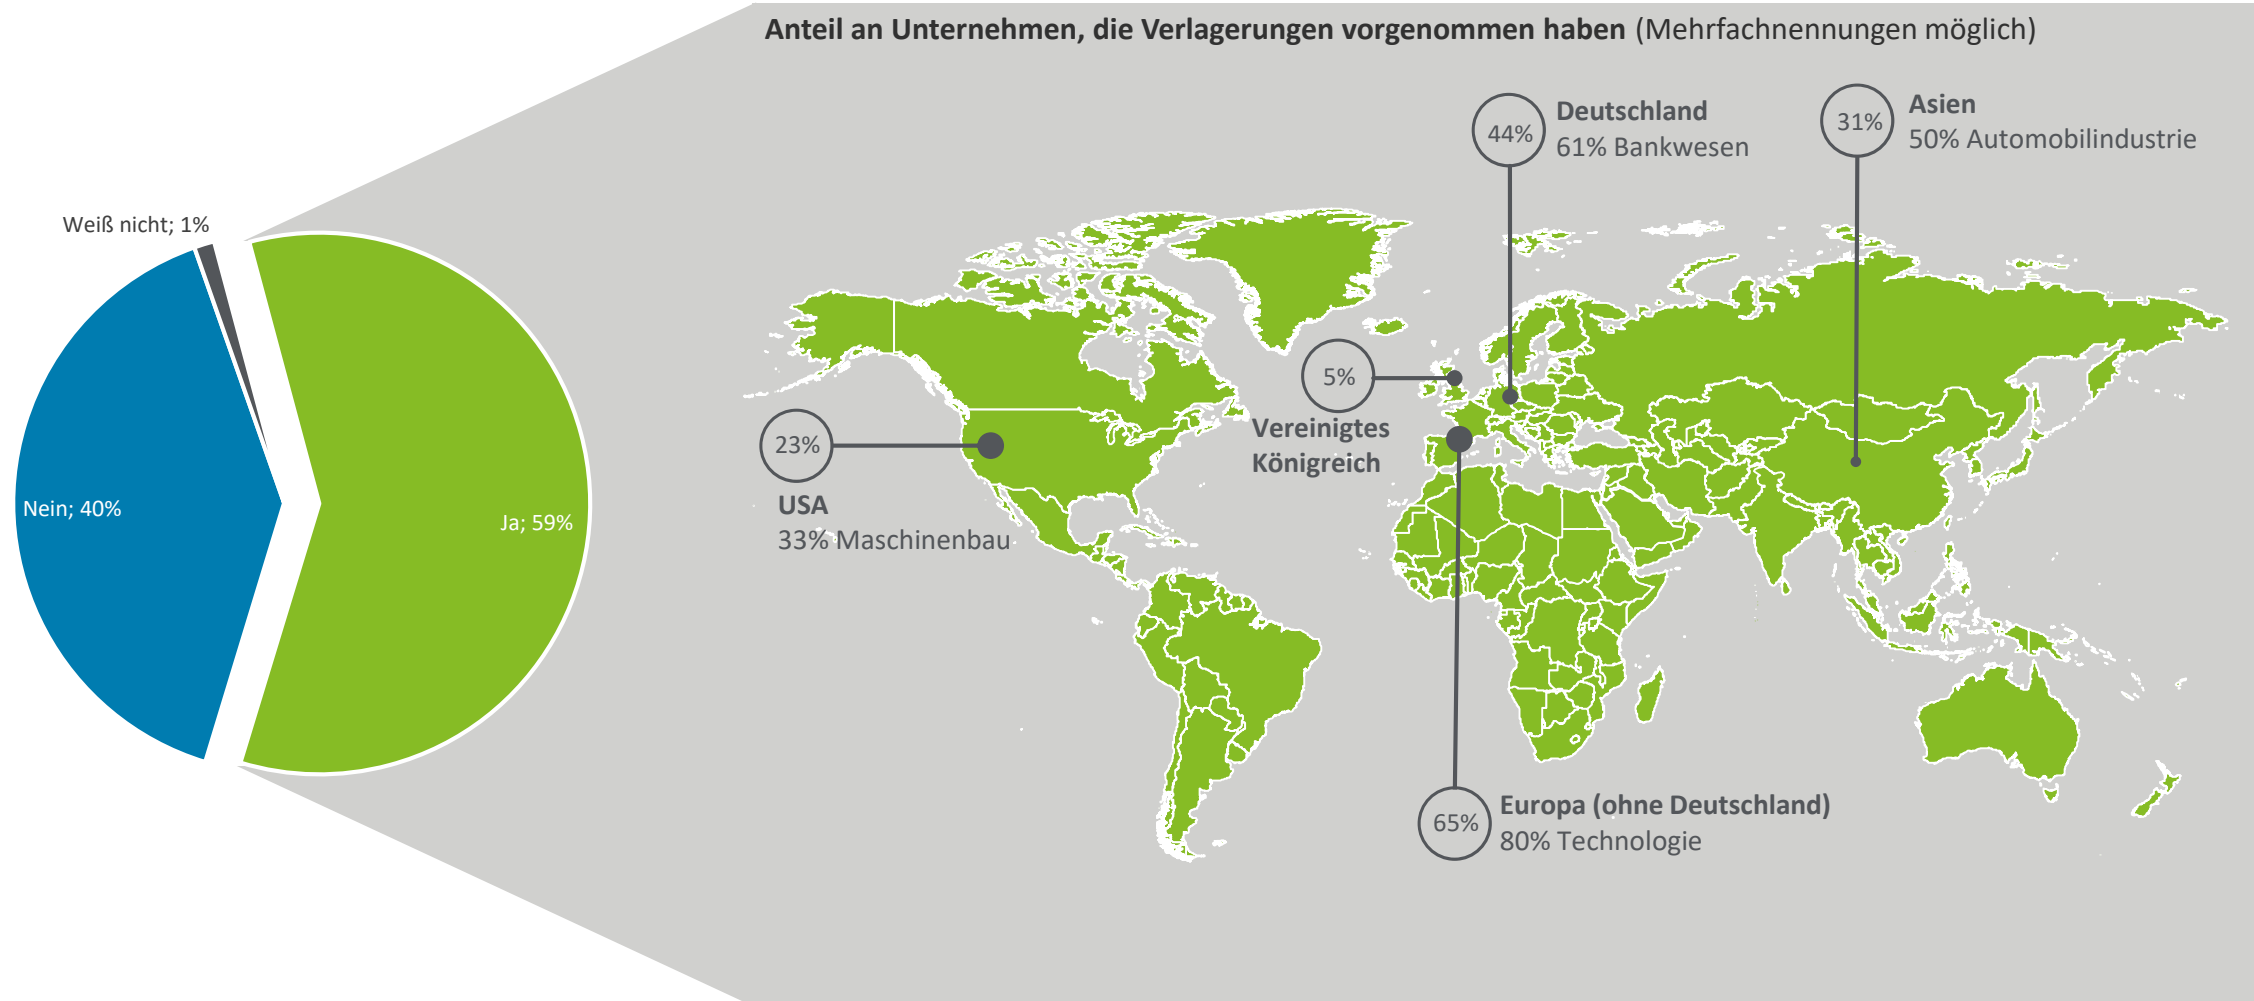 Anteil an Unternehmen, die Verlagerungen vorgenommen haben (Mehrfachnennungen möglich)
Weiß nicht; 1%
Nein; 40%
Ja; 59%
44%
Deutschland
61% Bankwesen
31%
Asien
50% Automobilindustrie
5%
Vereinigtes
Königreich
23%
USA
33% Maschinenbau
65%
Europa (ohne Deutschland)
80% Technologie